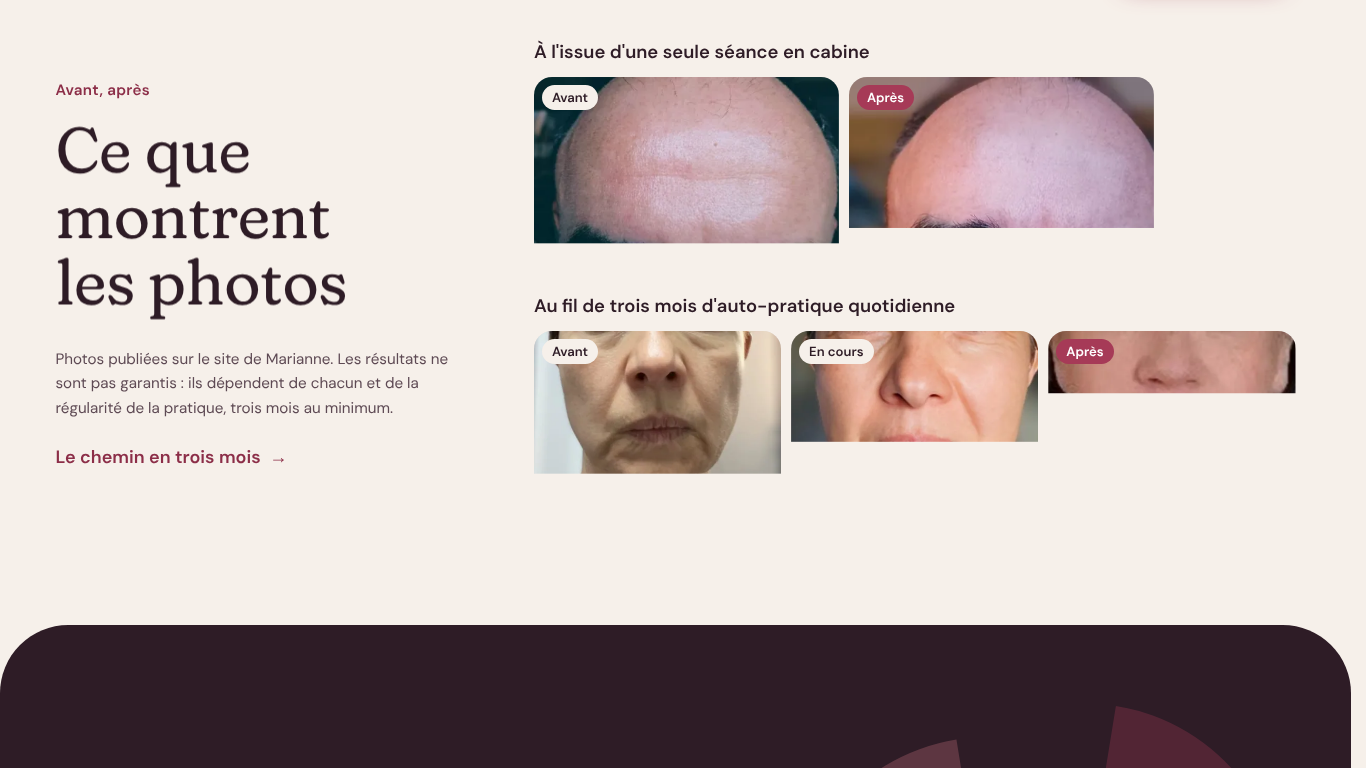 Avant, après
Ce que
montrent
les photos
Photos publiées sur le site de Marianne. Les résultats ne
sont pas garantis : ils dépendent de chacun et de la
régularité de la pratique, trois mois au minimum.
Le chemin en trois mois →
À l'issue d'une seule séance en cabine
Avant
Après
Au fil de trois mois d'auto-pratique quotidienne
Avant
En cours
Après